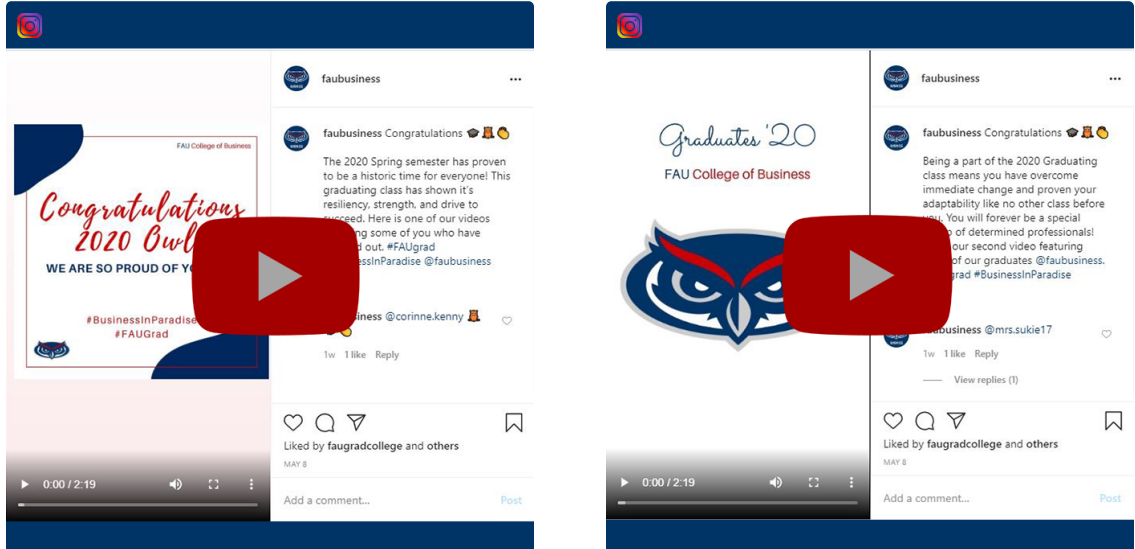 faubusiness
•••
FAU College of Business
Congratulations
2020 Owl
WE ARE SO PROUD OF YO
#BusinessInParadise
#FAUGrad
faubusiness Congratulations 🎓🦉👏
The 2020 Spring semester has proven
to be a historic time for everyone! This
graduating class has shown it's
resiliency, strength, and drive to
succeed. Here is one of our videos
some of you who have
out. #FAUgrad
@faubusiness
@corinne.kenny 🦉
1w 1 like Reply
Liked by faugradcollege and others
MAY 8
0:00 / 2:19
Add a comment... Post
faubusiness
•••
Graduates '20
FAU College of Business
faubusiness Congratulations 🎓🦉👏
Being a part of the 2020 Graduating
class means you have overcome
immediate change and proven your
adaptability like no other class before
you. You will forever be a special
of determined professionals!
our second video featuring
of our graduates @faubusiness.
#BusinessInParadise
faubusiness @mrs.sukie17
1w 1 like Reply
View replies (1)
Liked by faugradcollege and others
MAY 8
0:00 / 2:19
Add a comment... Post